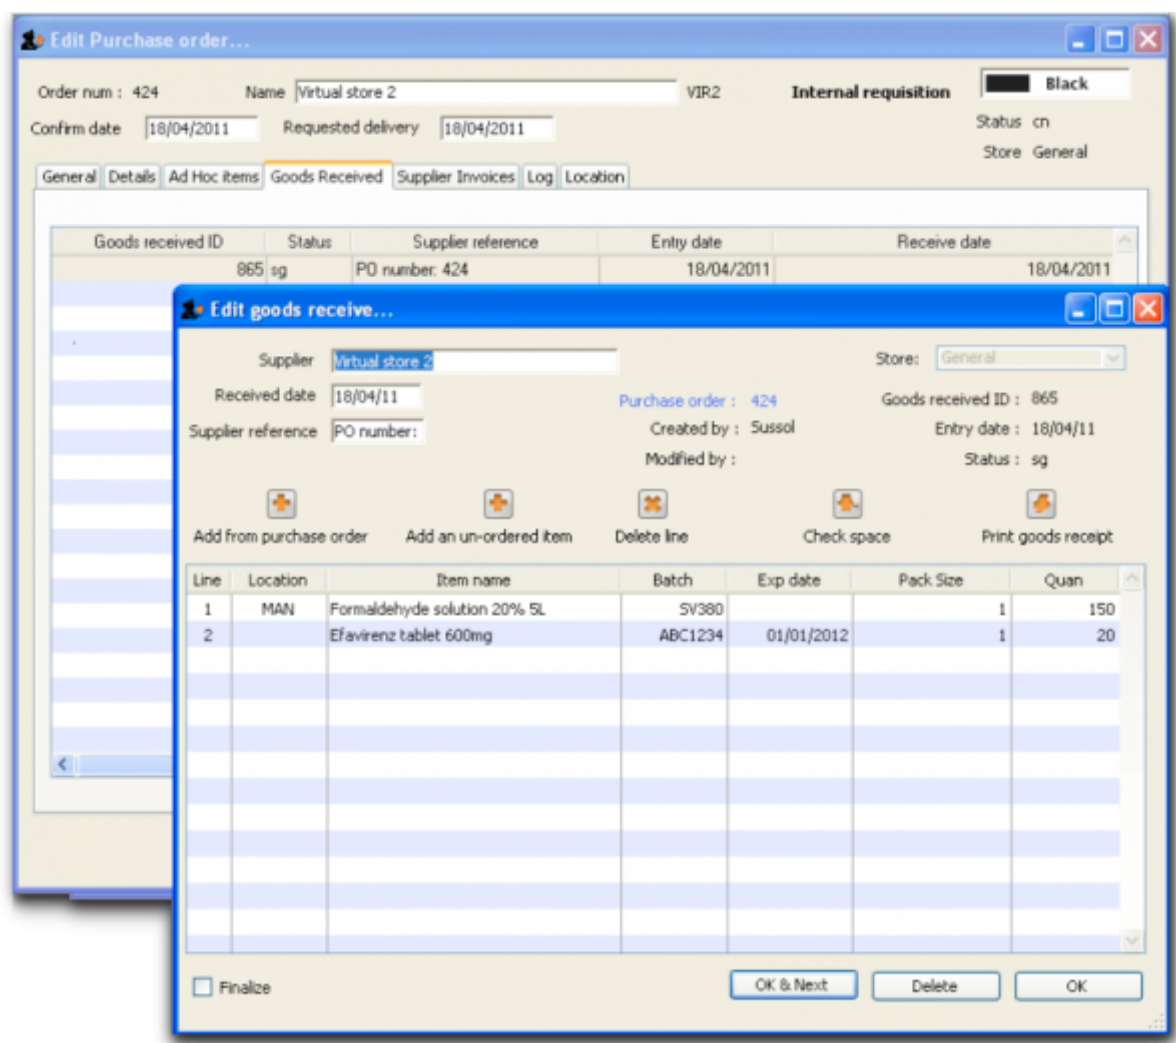 Edit Purchase order...
Order num : 424 Name Virtual store 2 VIR2 Internal requisition Black
Confirm date 18/04/2011 Requested delivery 18/04/2011 Status cn
Store General
General Details Ad Hoc items Goods Received Supplier Invoices Log Location
Goods received ID Status Supplier reference Entry date Receive date
865 sg PO number: 424 18/04/2011 18/04/2011
Edit goods receive...
Supplier Virtual store 2 Store: General
Received date 18/04/11 Purchase order : 424 Goods received ID : 865
Supplier reference PO number: Created by : Sussol Entry date : 18/04/11
Modified by : Status : sg
Add from purchase order Add an un-ordered item Delete line Check space Print goods receipt
Line Location Item name Batch Exp date Pack Size Quan
1 MAN Formaldehyde solution 20% 5L SV380 1 150
2 Efavirenz tablet 600mg ABC1234 01/01/2012 1 20
Finalize OK & Next Delete OK